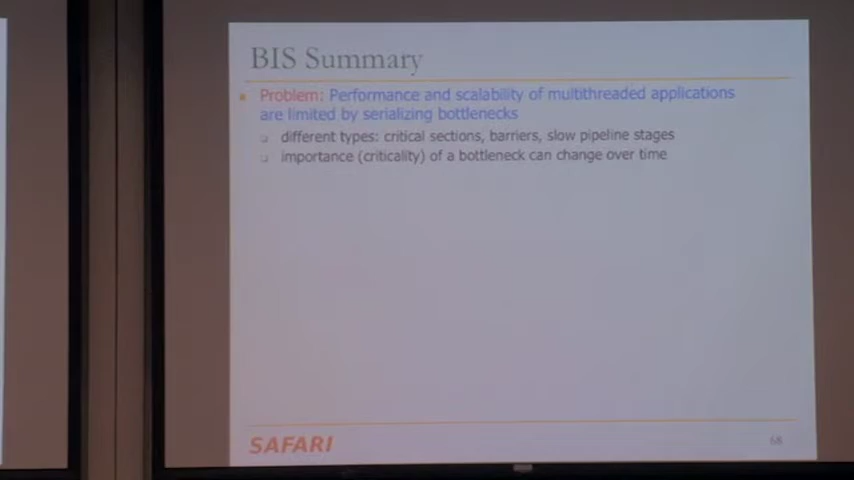 BIS Summary
Problem: Performance and scalability of multithreaded applications
are limited by serializing bottlenecks
different types: critical sections, barriers, slow pipeline stages
importance (criticality) of a bottleneck can change over time
SAFARI
68